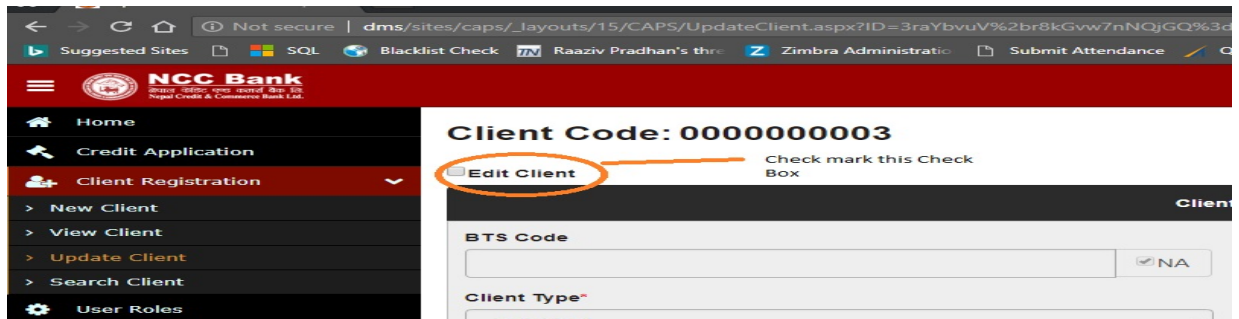 Not secure | dms/sites/caps/_layouts/15/CAPS/UpdateClient.aspx?ID=3raYbvuV%2br8kGvw7nNQjGQ%3d
Suggested Sites SQL Blacklist Check Raaziv Pradhan's thre Zimbra Administratio Submit Attendance
NCC Bank
Nepal Credit & Commerce Bank Ltd.
Home
Credit Application
Client Registration
> New Client
> View Client
> Update Client
> Search Client
User Roles
Client Code: 0000000003
Edit Client
Check mark this Check
Box
Client
BTS Code
NA
Client Type*